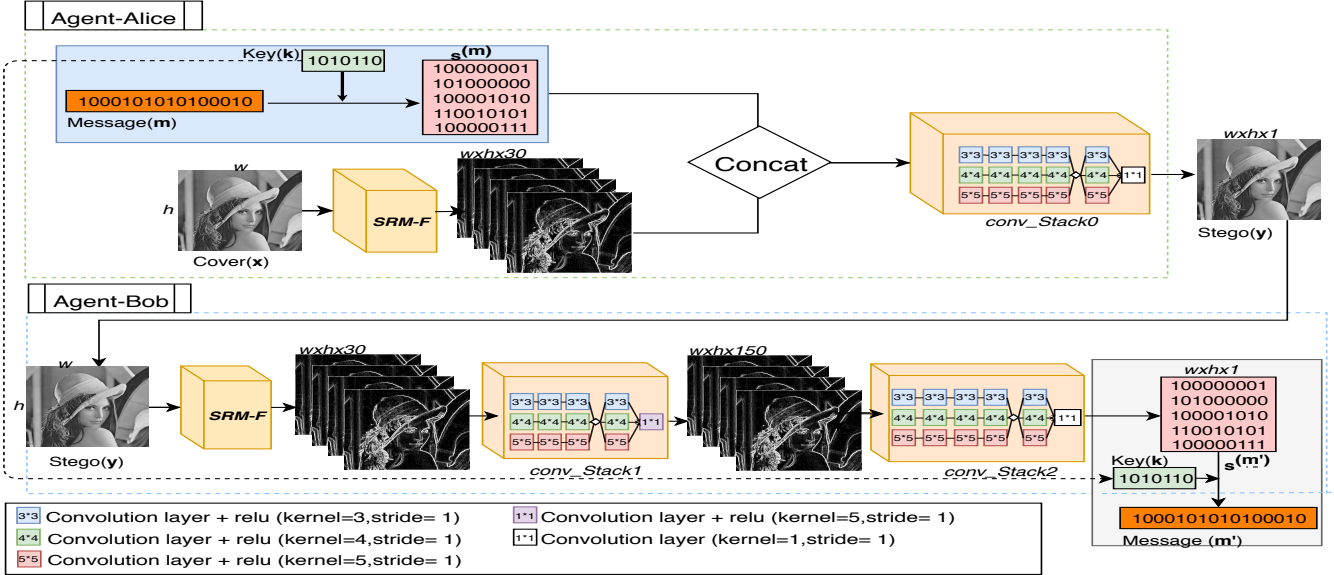 Agent-Alice
Key(k)
1010110
s(m)
100000001
101000000
100001010
110010101
100000111
1000101010100010
Message(m)
w
h
Cover(x)
SRM-F
wxhx30
Concat
3*3 3*3 3*3 3*3 3*3
4*4 4*4 4*4 4*4 4*4 1*1
5*5 5*5 5*5 5*5 5*5
conv_Stack0
wxhx1
Stego(y)
Agent-Bob
w
h
Stego(y)
SRM-F
wxhx30
3*3 3*3 3*3 3*3
4*4 4*4 4*4 4*4 1*1
5*5 5*5 5*5 5*5
conv_Stack1
wxhx150
3*3 3*3 3*3 3*3 3*3
4*4 4*4 4*4 4*4 4*4 1*1
5*5 5*5 5*5 5*5 5*5
conv_Stack2
wxhx1
100000001
101000000
100001010
110010101
100000111
s(m')
Key(k)
1010110
1000101010100010
Message (m')
3*3 Convolution layer + relu (kernel=3,stride= 1)
4*4 Convolution layer + relu (kernel=4,stride= 1)
5*5 Convolution layer + relu (kernel=5,stride= 1)
1*1 Convolution layer + relu (kernel=5,stride= 1)
1*1 Convolution layer (kernel=1,stride= 1)